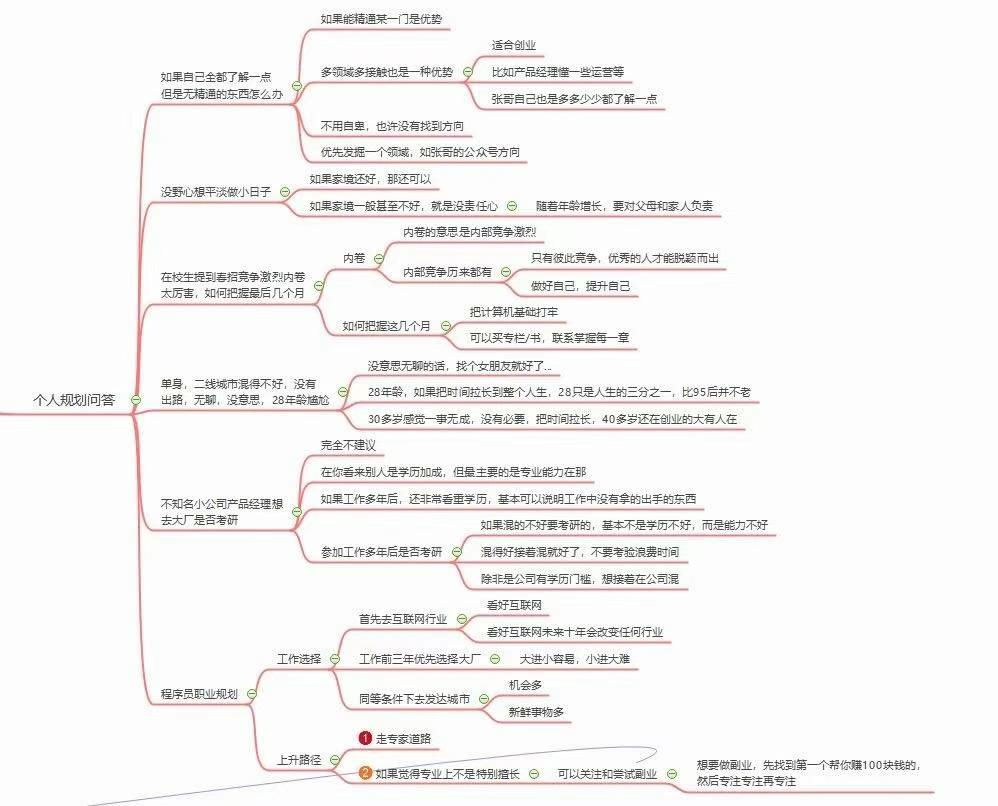 个人规划问答
如果自己全都了解一点
但是无精通的东西怎么办
如果能精通某一门是优势
多领域多接触也是一种优势
适合创业
比如产品经理懂一些运营等
张哥自己也是多多少少都了解一点
不用自卑，也许没有找到方向
优先发掘一个领域，如张哥的公众号方向
没野心想平淡做小日子
如果家境还好，那还可以
如果家境一般甚至不好，就是没责任心
随着年龄增长，要对父母和家人负责
在校生提到春招竞争激烈内卷
太厉害，如何把握最后几个月
内卷
内卷的意思是内部竞争激烈
内部竞争历来都有
只有彼此竞争，优秀的人才能脱颖而出
做好自己，提升自己
如何把握这几个月
把计算机基础打牢
可以买专栏/书，联系掌握每一章
单身，二线城市混得不好，没有
出路，无聊，没意思，28年龄尴尬
没意思无聊的话，找个女朋友就好了...
28年龄，如果把时间拉长到整个人生，28只是人生的三分之一，比95后并不老
30多岁感觉一事无成，没有必要，把时间拉长，40多岁还在创业的大有人在
不知名小公司产品经理想
去大厂是否考研
完全不建议
在你看来别人是学历加成，但最主要的是专业能力在那
如果工作多年后，还非常看重学历，基本可以说明工作中没有拿的出手的东西
参加工作多年后是否考研
如果混的不好要考研的，基本不是学历不好，而是能力不好
混得好接着混就好了，不要考验浪费时间
除非是公司有学历门槛，想接着在公司混
程序员职业规划
工作选择
首先去互联网行业
看好互联网
看好互联网未来十年会改变任何行业
工作前三年优先选择大厂
大进小容易，小进大难
同等条件下去发达城市
机会多
新鲜事物多
上升路径
1 走专家道路
2 如果觉得专业上不是特别擅长
可以关注和尝试副业
想要做副业，先找到第一个帮你赚100块钱的，
然后专注专注再专注